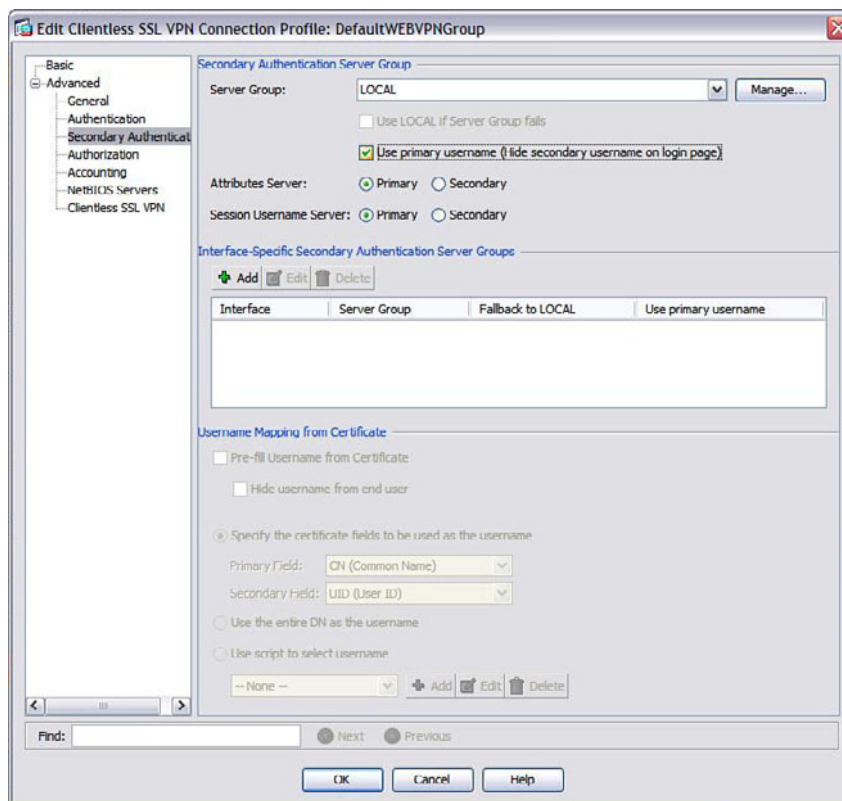 Edit Clientless SSL VPN Connection Profile: DefaultWEBVPNGroup
Basic
Advanced
General
Authentication
Secondary Authenticat
Authorization
Accounting
NetBIOS Servers
Clientless SSL VPN
Secondary Authentication Server Group
Server Group: LOCAL Manage...
Use LOCAL if Server Group fails
Use primary username (Hide secondary username on login page)
Attributes Server: Primary Secondary
Session Username Server: Primary Secondary
Interface-Specific Secondary Authentication Server Groups
Add Edit Delete
Interface Server Group Fallback to LOCAL Use primary username
Username Mapping from Certificate
Pre-fill Username from Certificate
Hide username from end user
Specify the certificate fields to be used as the username
Primary Field: CN (Common Name)
Secondary Field: UID (User ID)
Use the entire DN as the username
Use script to select username
-- None -- Add Edit Delete
Find: Next Previous
OK Cancel Help